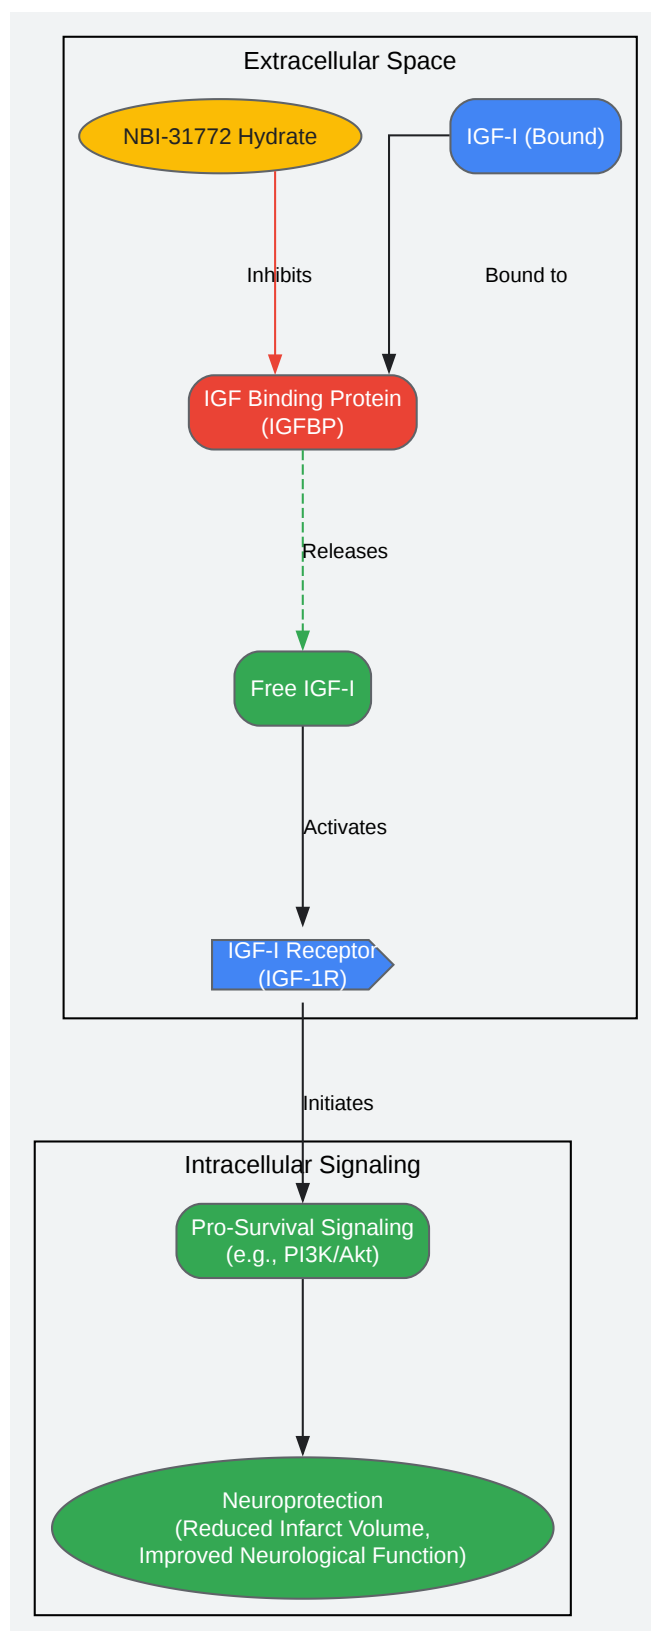 Extracellular Space
NBI-31772 Hydrate
IGF-I (Bound)
Inhibits
Bound to
IGF Binding Protein
(IGFBP)
Releases
Free IGF-I
Activates
IGF-I Receptor
(IGF-1R)
Initiates
Intracellular Signaling
Pro-Survival Signaling
(e.g., PI3K/Akt)
Neuroprotection
(Reduced Infarct Volume,
Improved Neurological Function)